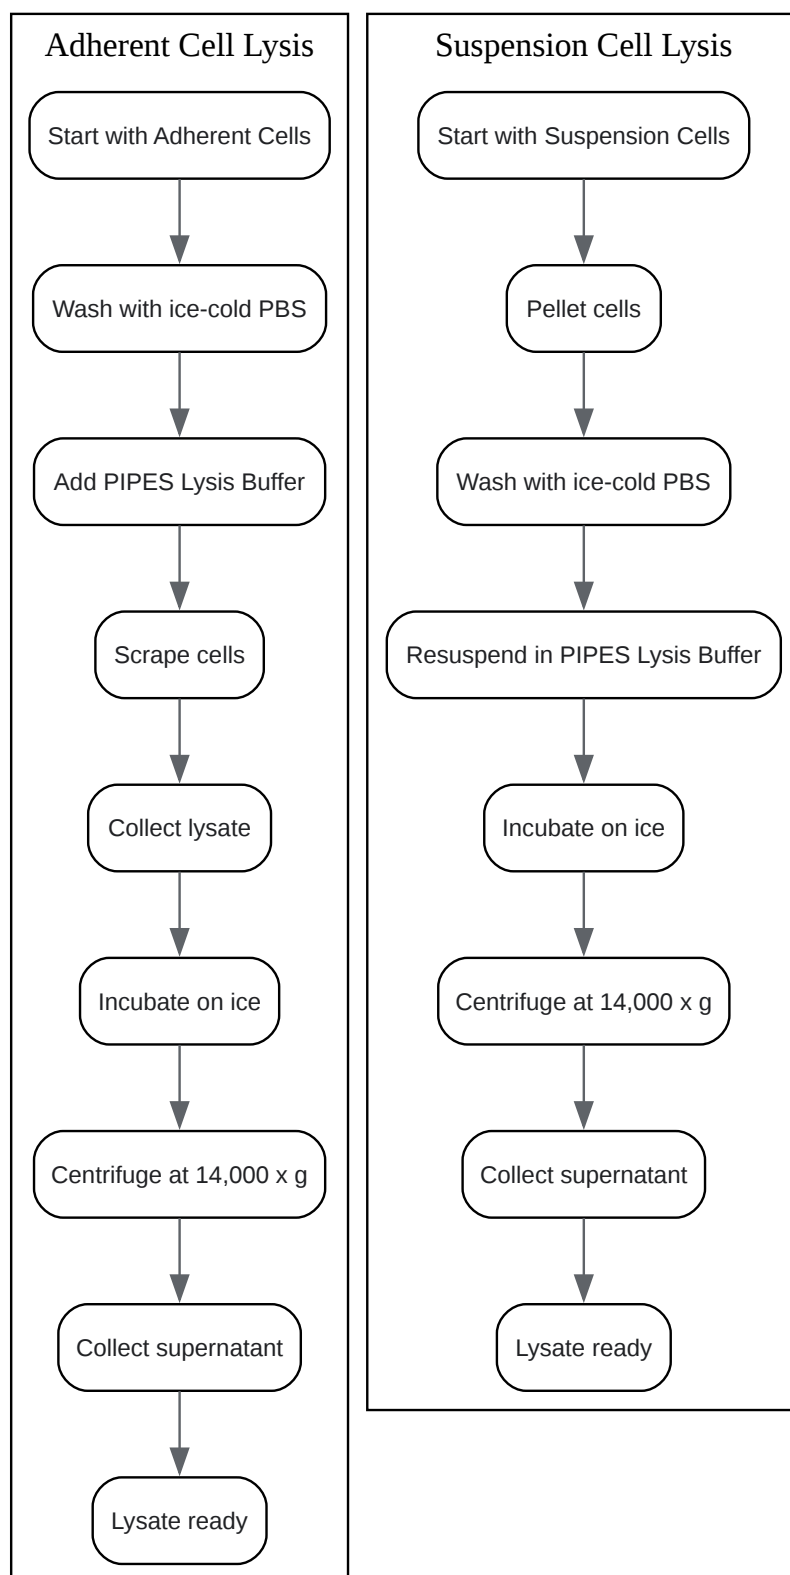 Adherent Cell Lysis
Start with Adherent Cells
Wash with ice-cold PBS
Add PIPES Lysis Buffer
Scrape cells
Collect lysate
Incubate on ice
Centrifuge at 14,000 x g
Collect supernatant
Lysate ready
Suspension Cell Lysis
Start with Suspension Cells
Pellet cells
Wash with ice-cold PBS
Resuspend in PIPES Lysis Buffer
Incubate on ice
Centrifuge at 14,000 x g
Collect supernatant
Lysate ready